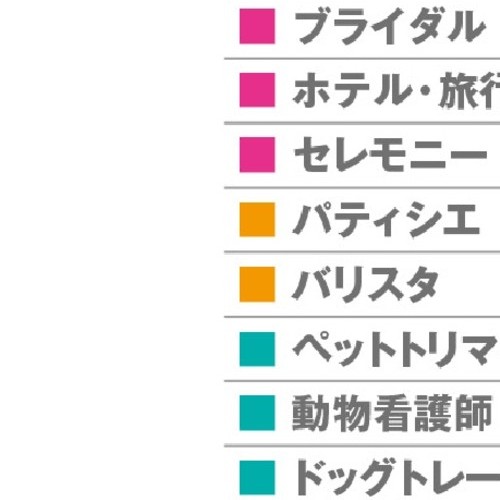 ブライダル
ホテル・旅行
セレモニー
パティシエ
バリスタ
ペットトリマ
動物看護師
ドッグトレー